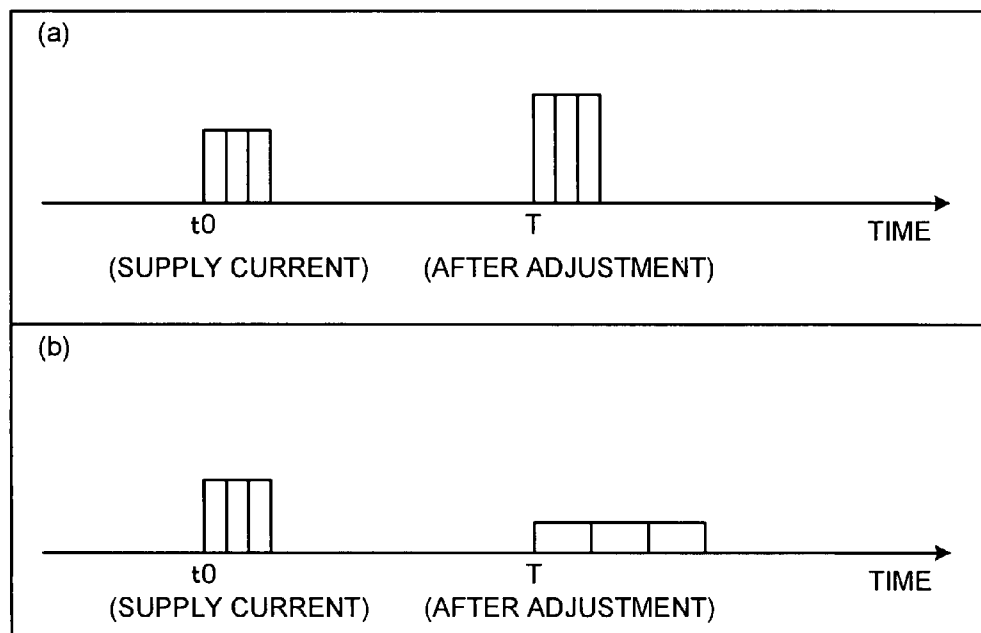 (a)
t0
T
TIME
(SUPPLY CURRENT)
(AFTER ADJUSTMENT)
(b)
t0
T
TIME
(SUPPLY CURRENT)
(AFTER ADJUSTMENT)